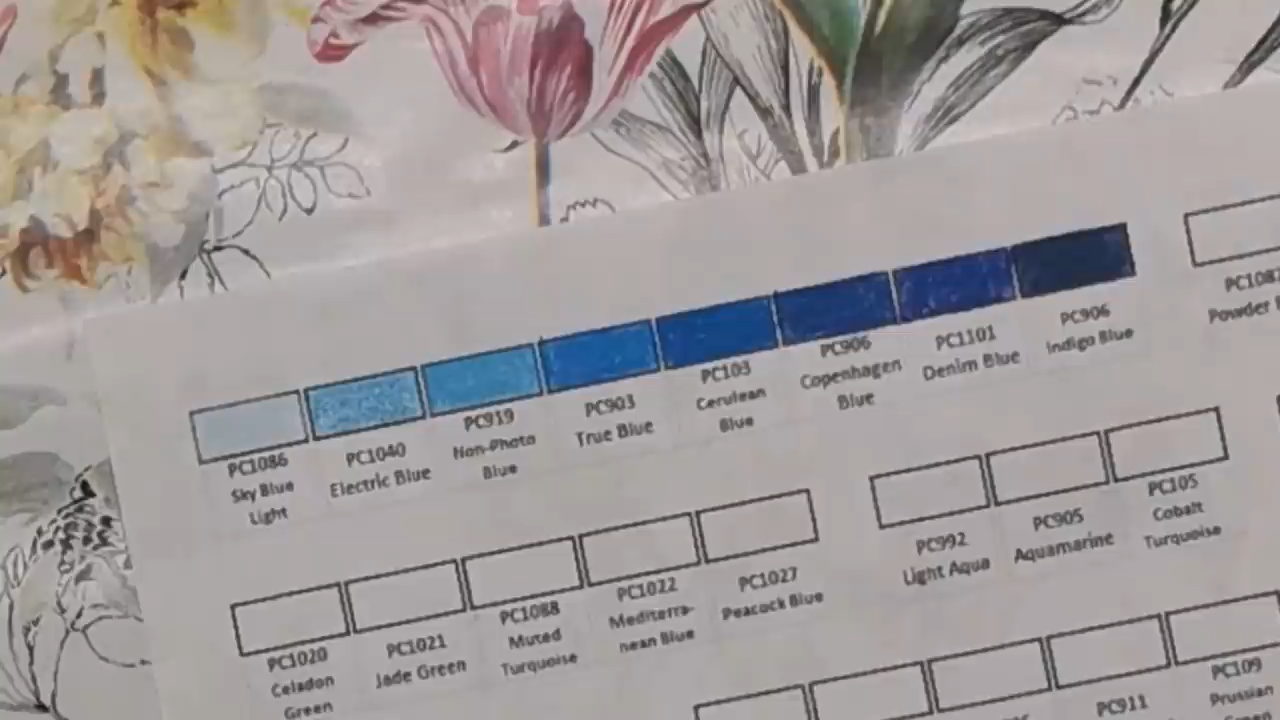 PC1086
Sky Blue
Light
PC1040
Electric Blue
PC919
Non-Photo
Blue
PC903
True Blue
PC103
Cerulean
Blue
PC906
Copenhagen
Blue
PC1101
Denim Blue
PC906
Indigo Blue
Powder
PC1020
Celadon
Green
PC1021
Jade Green
PC1088
Muted
Turquoise
PC1022
Mediterra-
nean Blue
PC1027
Peacock Blue
PC992
Light Aqua
PC905
Aquamarine
PC105
Cobalt
Turquoise
PC911
PC109
Prussian